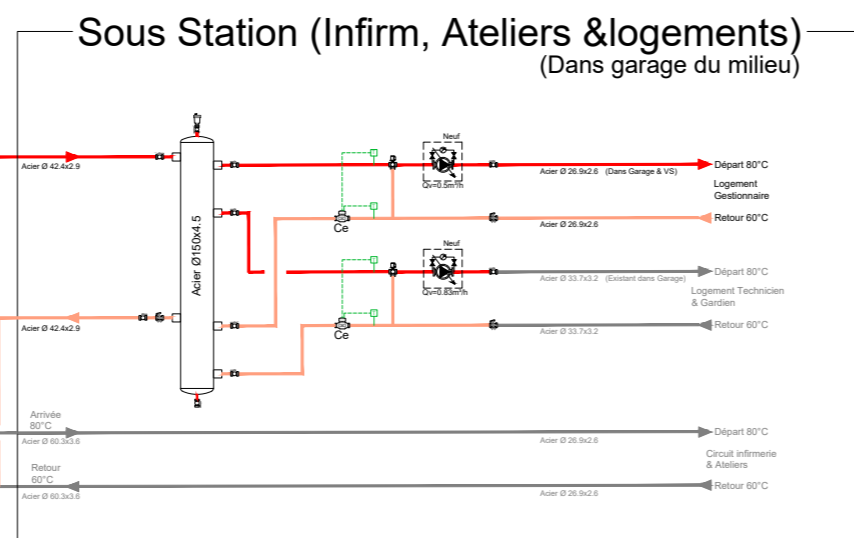 Sous Station (Infirm, Ateliers &logements)
(Dans garage du milieu)
Neuf
Acier Ø 42.4x2.9
Acier Ø 26.9x2.6 (Dans Garage & VS)
Départ 80°C
Qv=0.5m³/h
Logement
Gestionnaire
Acier Ø150x4.5
Ce
Acier Ø 26.9x2.6
Retour 60°C
Neuf
Acier Ø 33.7x3.2 (Existant dans Garage)
Départ 80°C
Qv=0.83m³/h
Logement Technicien
& Gardien
Acier Ø 42.4x2.9
Ce
Acier Ø 33.7x3.2
Retour 60°C
Arrivée
80°C
Acier Ø 60.3x3.6
Acier Ø 26.9x2.6
Départ 80°C
Circuit infirmerie
& Ateliers
Retour
60°C
Acier Ø 60.3x3.6
Acier Ø 26.9x2.6
Retour 60°C